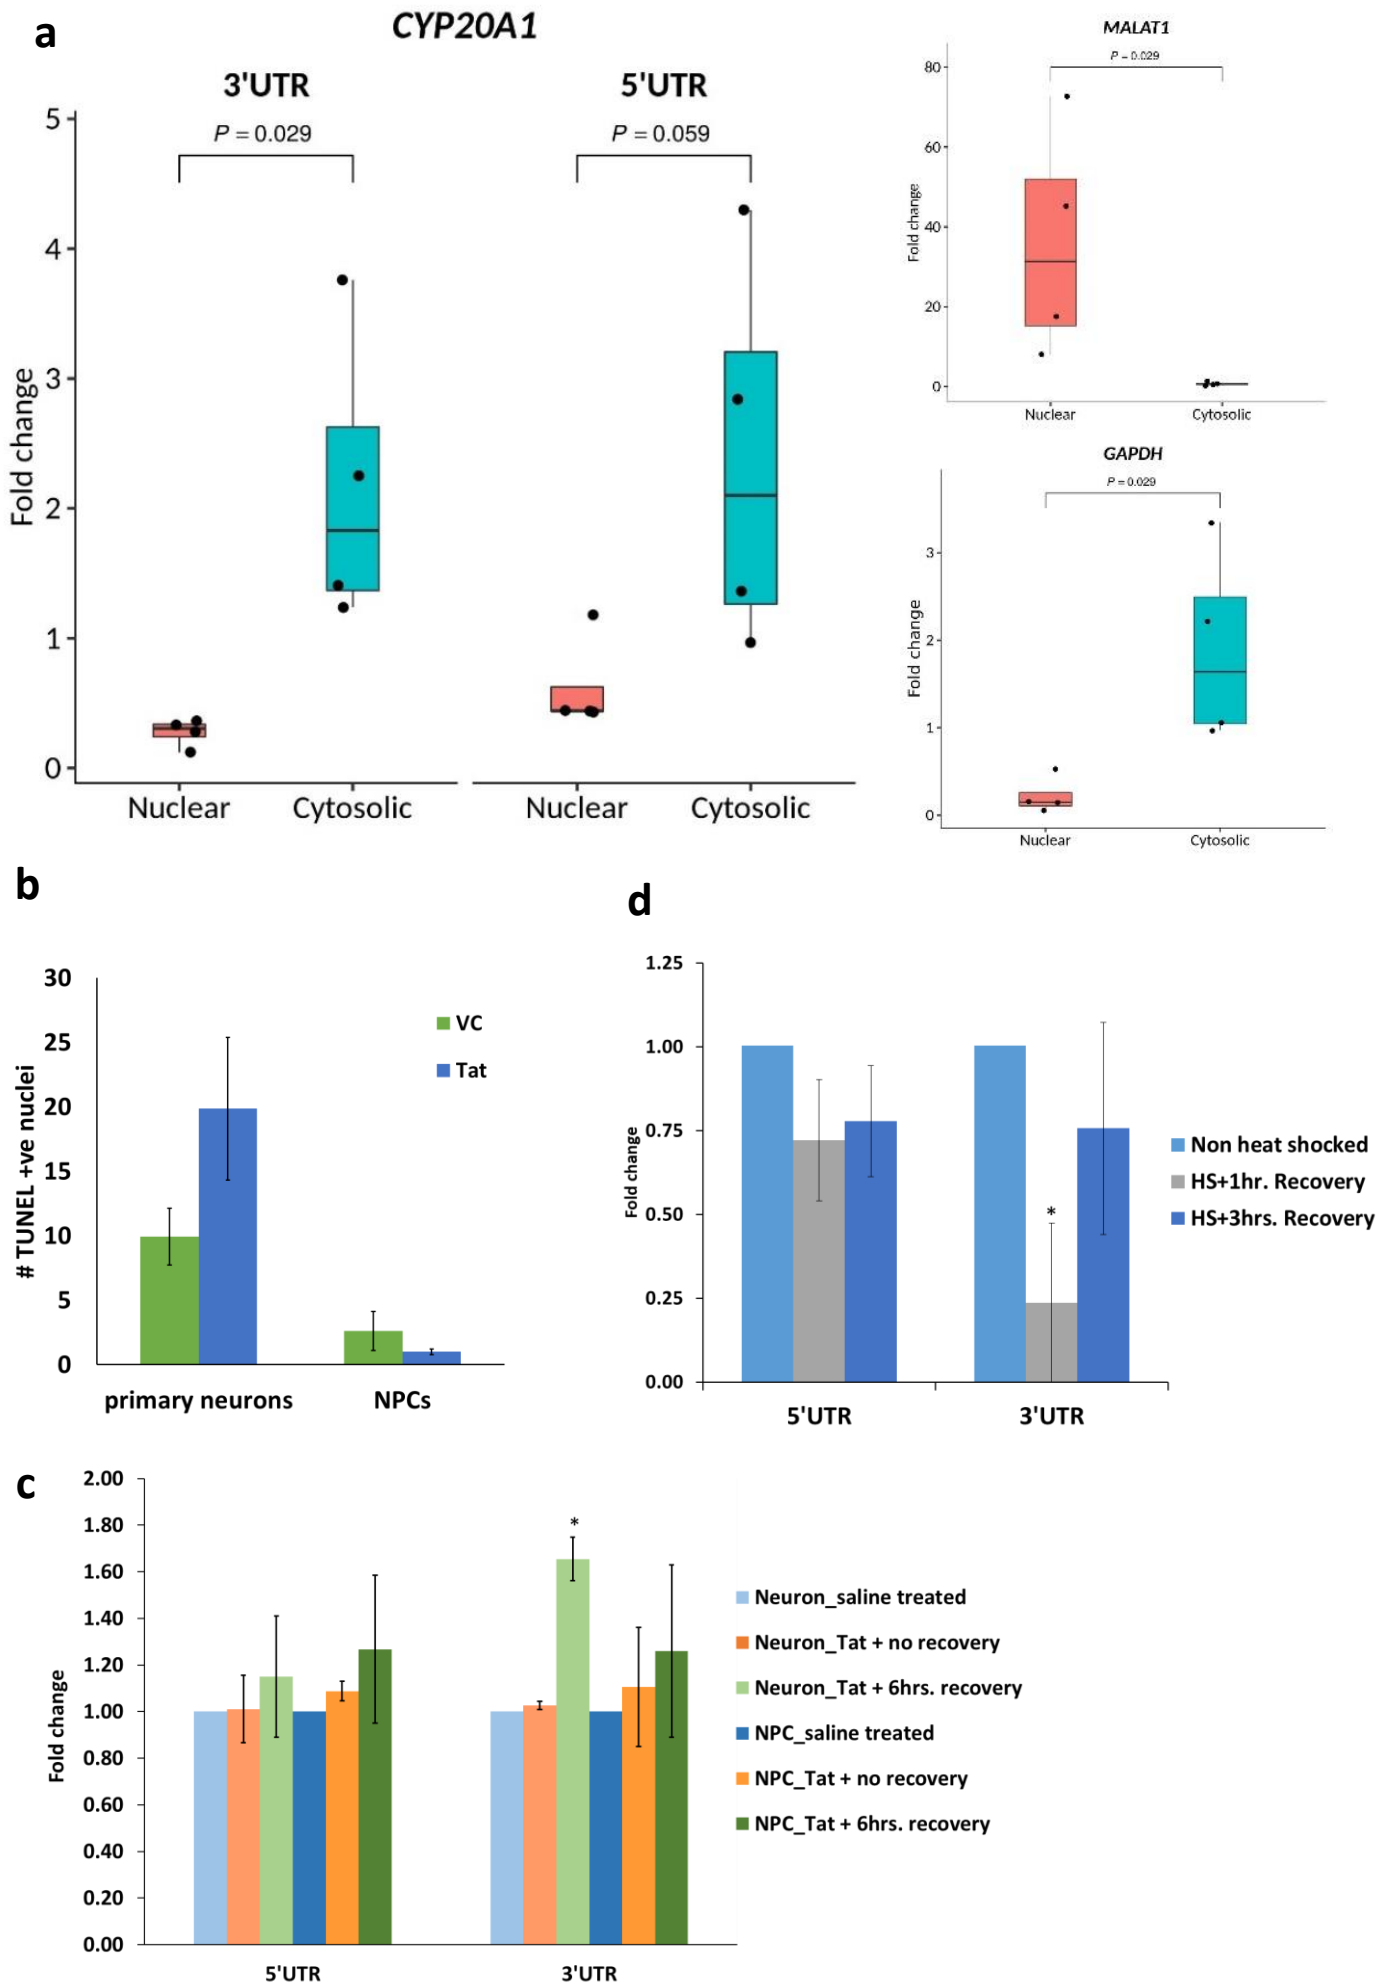 a
CYP20A1
3'UTR
5'UTR
P = 0.029
P = 0.059
5
4
3
2
1
0
Fold change
Nuclear
Cytosolic
Nuclear
Cytosolic
MALAT1
P = 0.029
80
60
40
20
0
Fold change
Nuclear
Cytosolic
GAPDH
P = 0.029
3
2
1
0
Fold change
Nuclear
Cytosolic
b
30
25
20
15
10
5
0
# TUNEL +ve nuclei
VC
Tat
primary neurons
NPCs
d
1.25
1.00
0.75
0.50
0.25
0.00
Fold change
*
5'UTR
3'UTR
Non heat shocked
HS+1hr. Recovery
HS+3hrs. Recovery
c
2.00
1.80
1.60
1.40
1.20
1.00
0.80
0.60
0.40
0.20
0.00
Fold change
*
5'UTR
3'UTR
Neuron_saline treated
Neuron_Tat + no recovery
Neuron_Tat + 6hrs. recovery
NPC_saline treated
NPC_Tat + no recovery
NPC_Tat + 6hrs. recovery